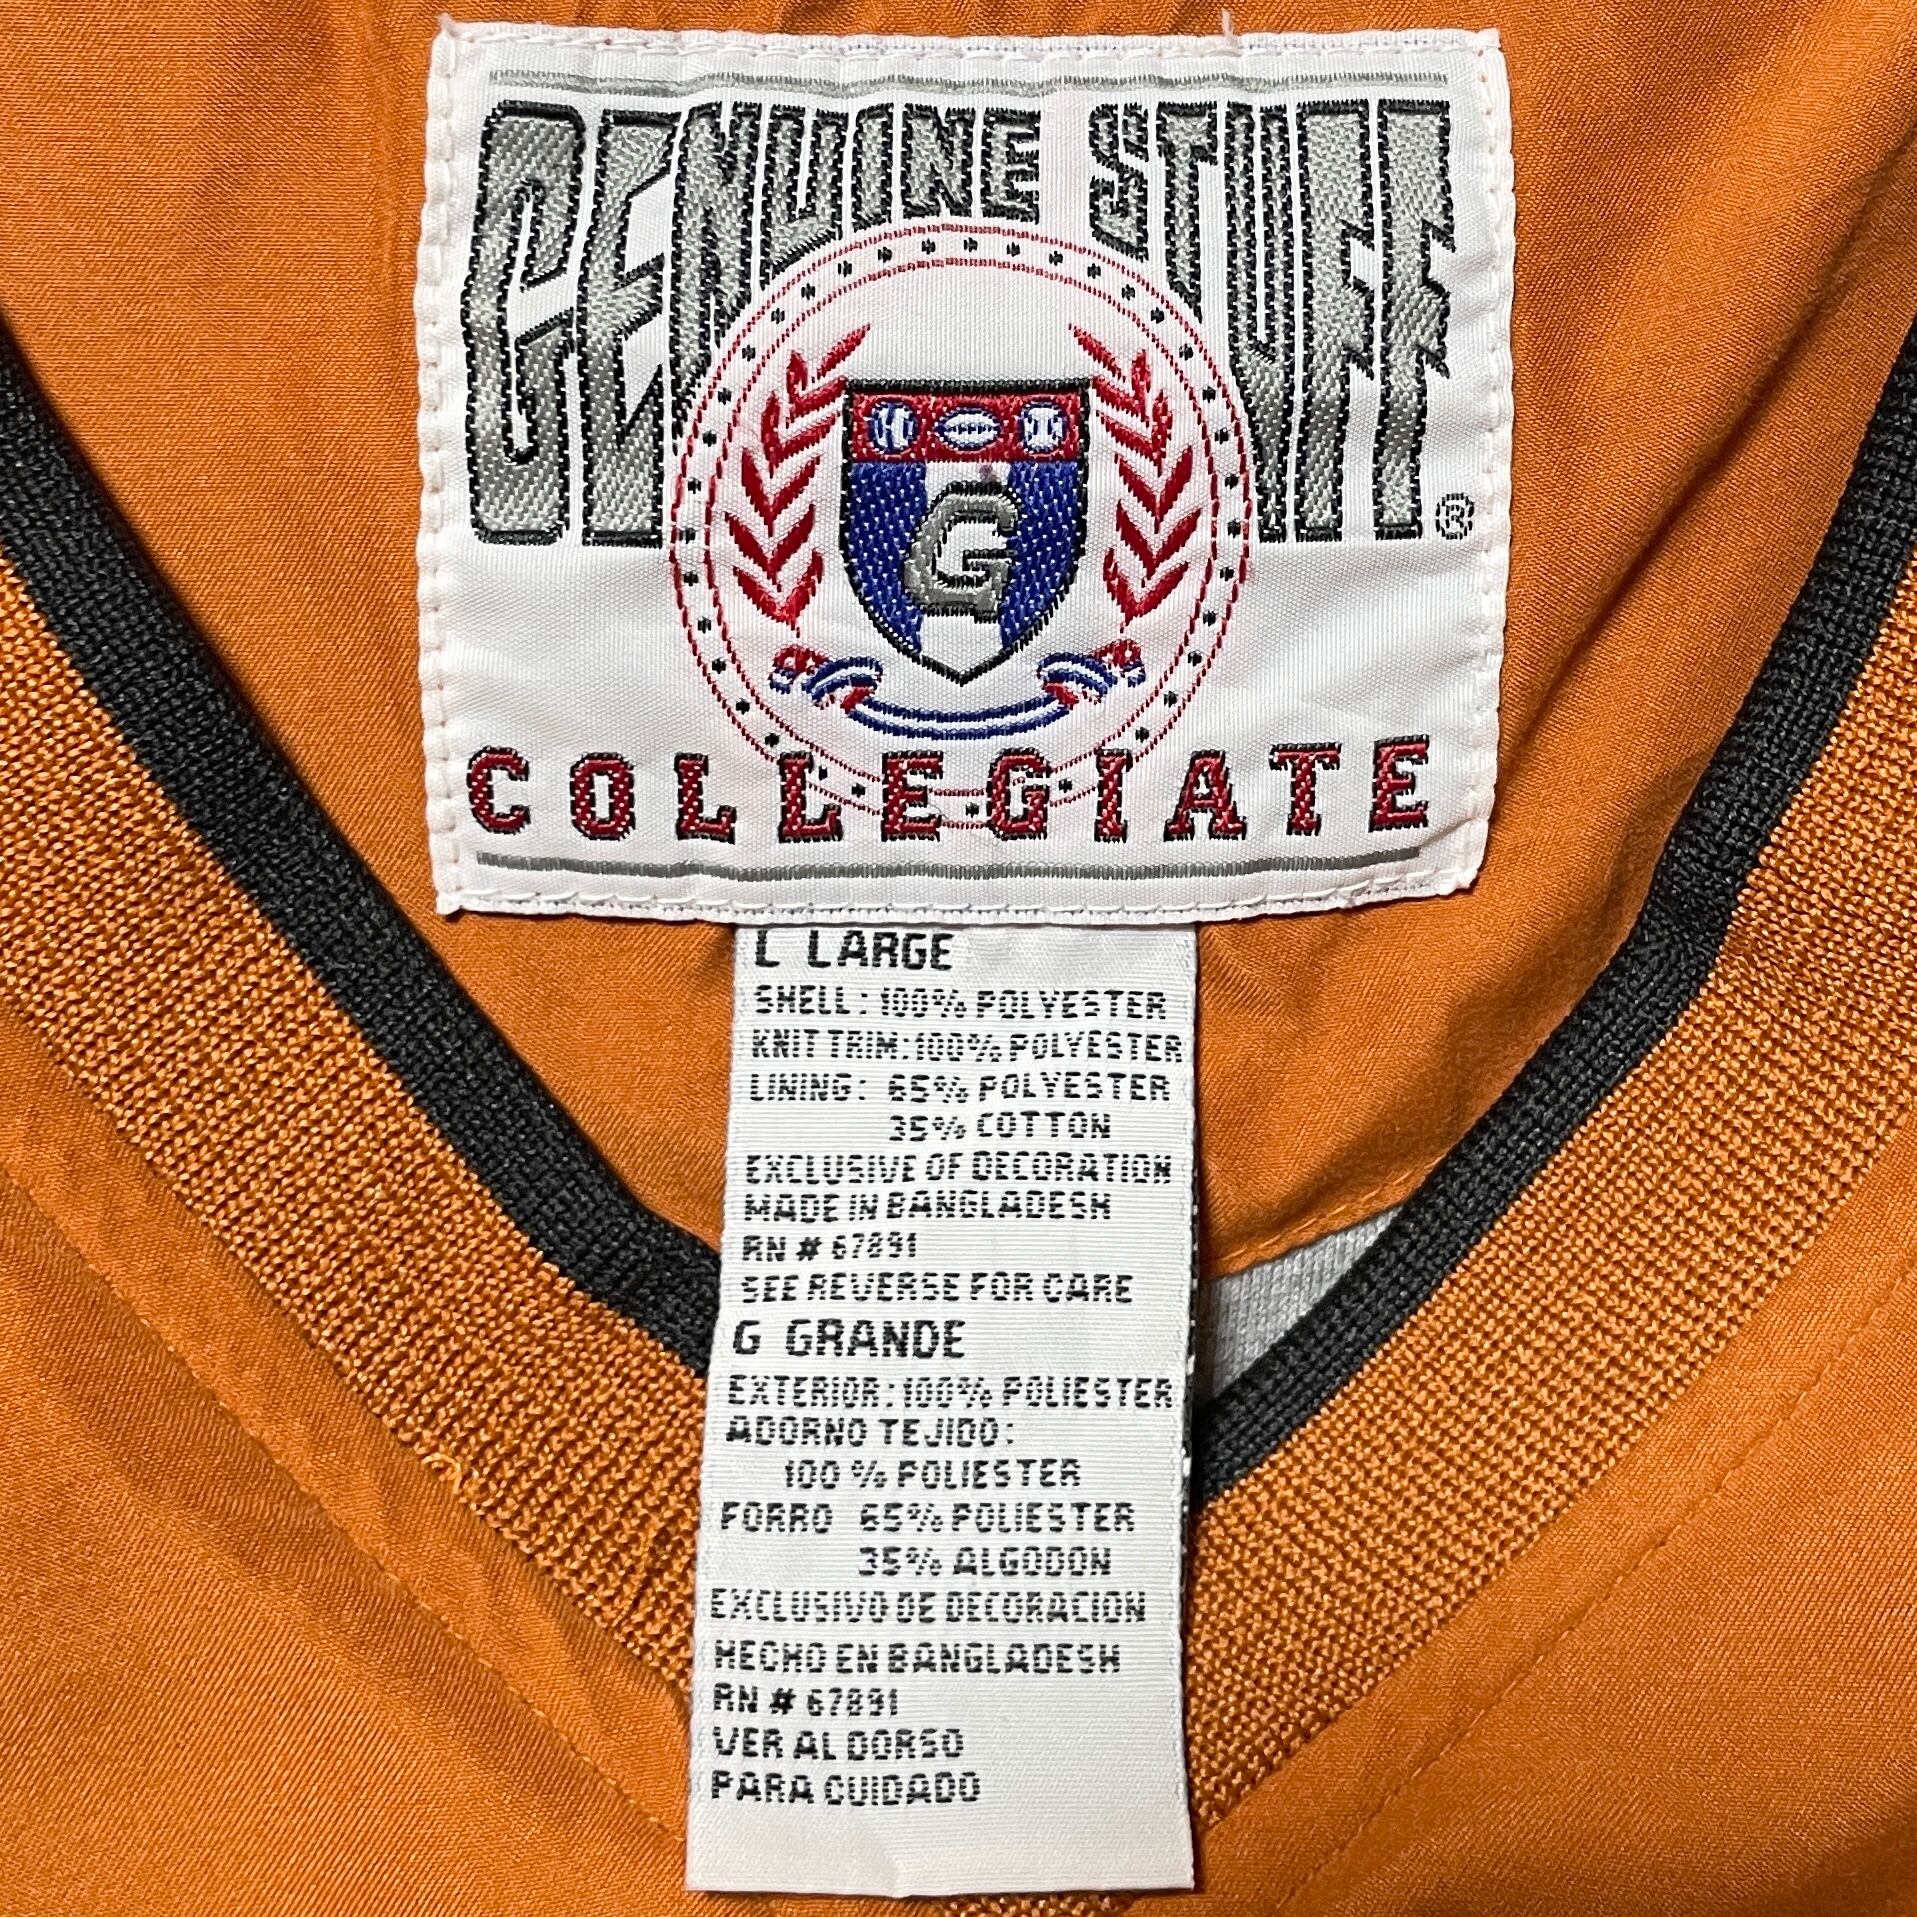 GENUINE STUFF
®
G
COLLEGIATE
L LARGE
SHELL: 100% POLYESTER
KNIT TRIM: 100% POLYESTER
LINING: 65% POLYESTER
35% COTTON
EXCLUSIVE OF DECORATION
MADE IN BANGLADESH
RN # 67891
SEE REVERSE FOR CARE
G GRANDE
EXTERIOR: 100% POLIESTER
ADORNO TEJIDO:
100 % POLIESTER
FORRO 65% POLIESTER
35% ALGODON
EXCLUSIVO DE DECORACION
HECHO EN BANGLADESH
RN # 67891
VER AL DORSO
PARA CUIDADO